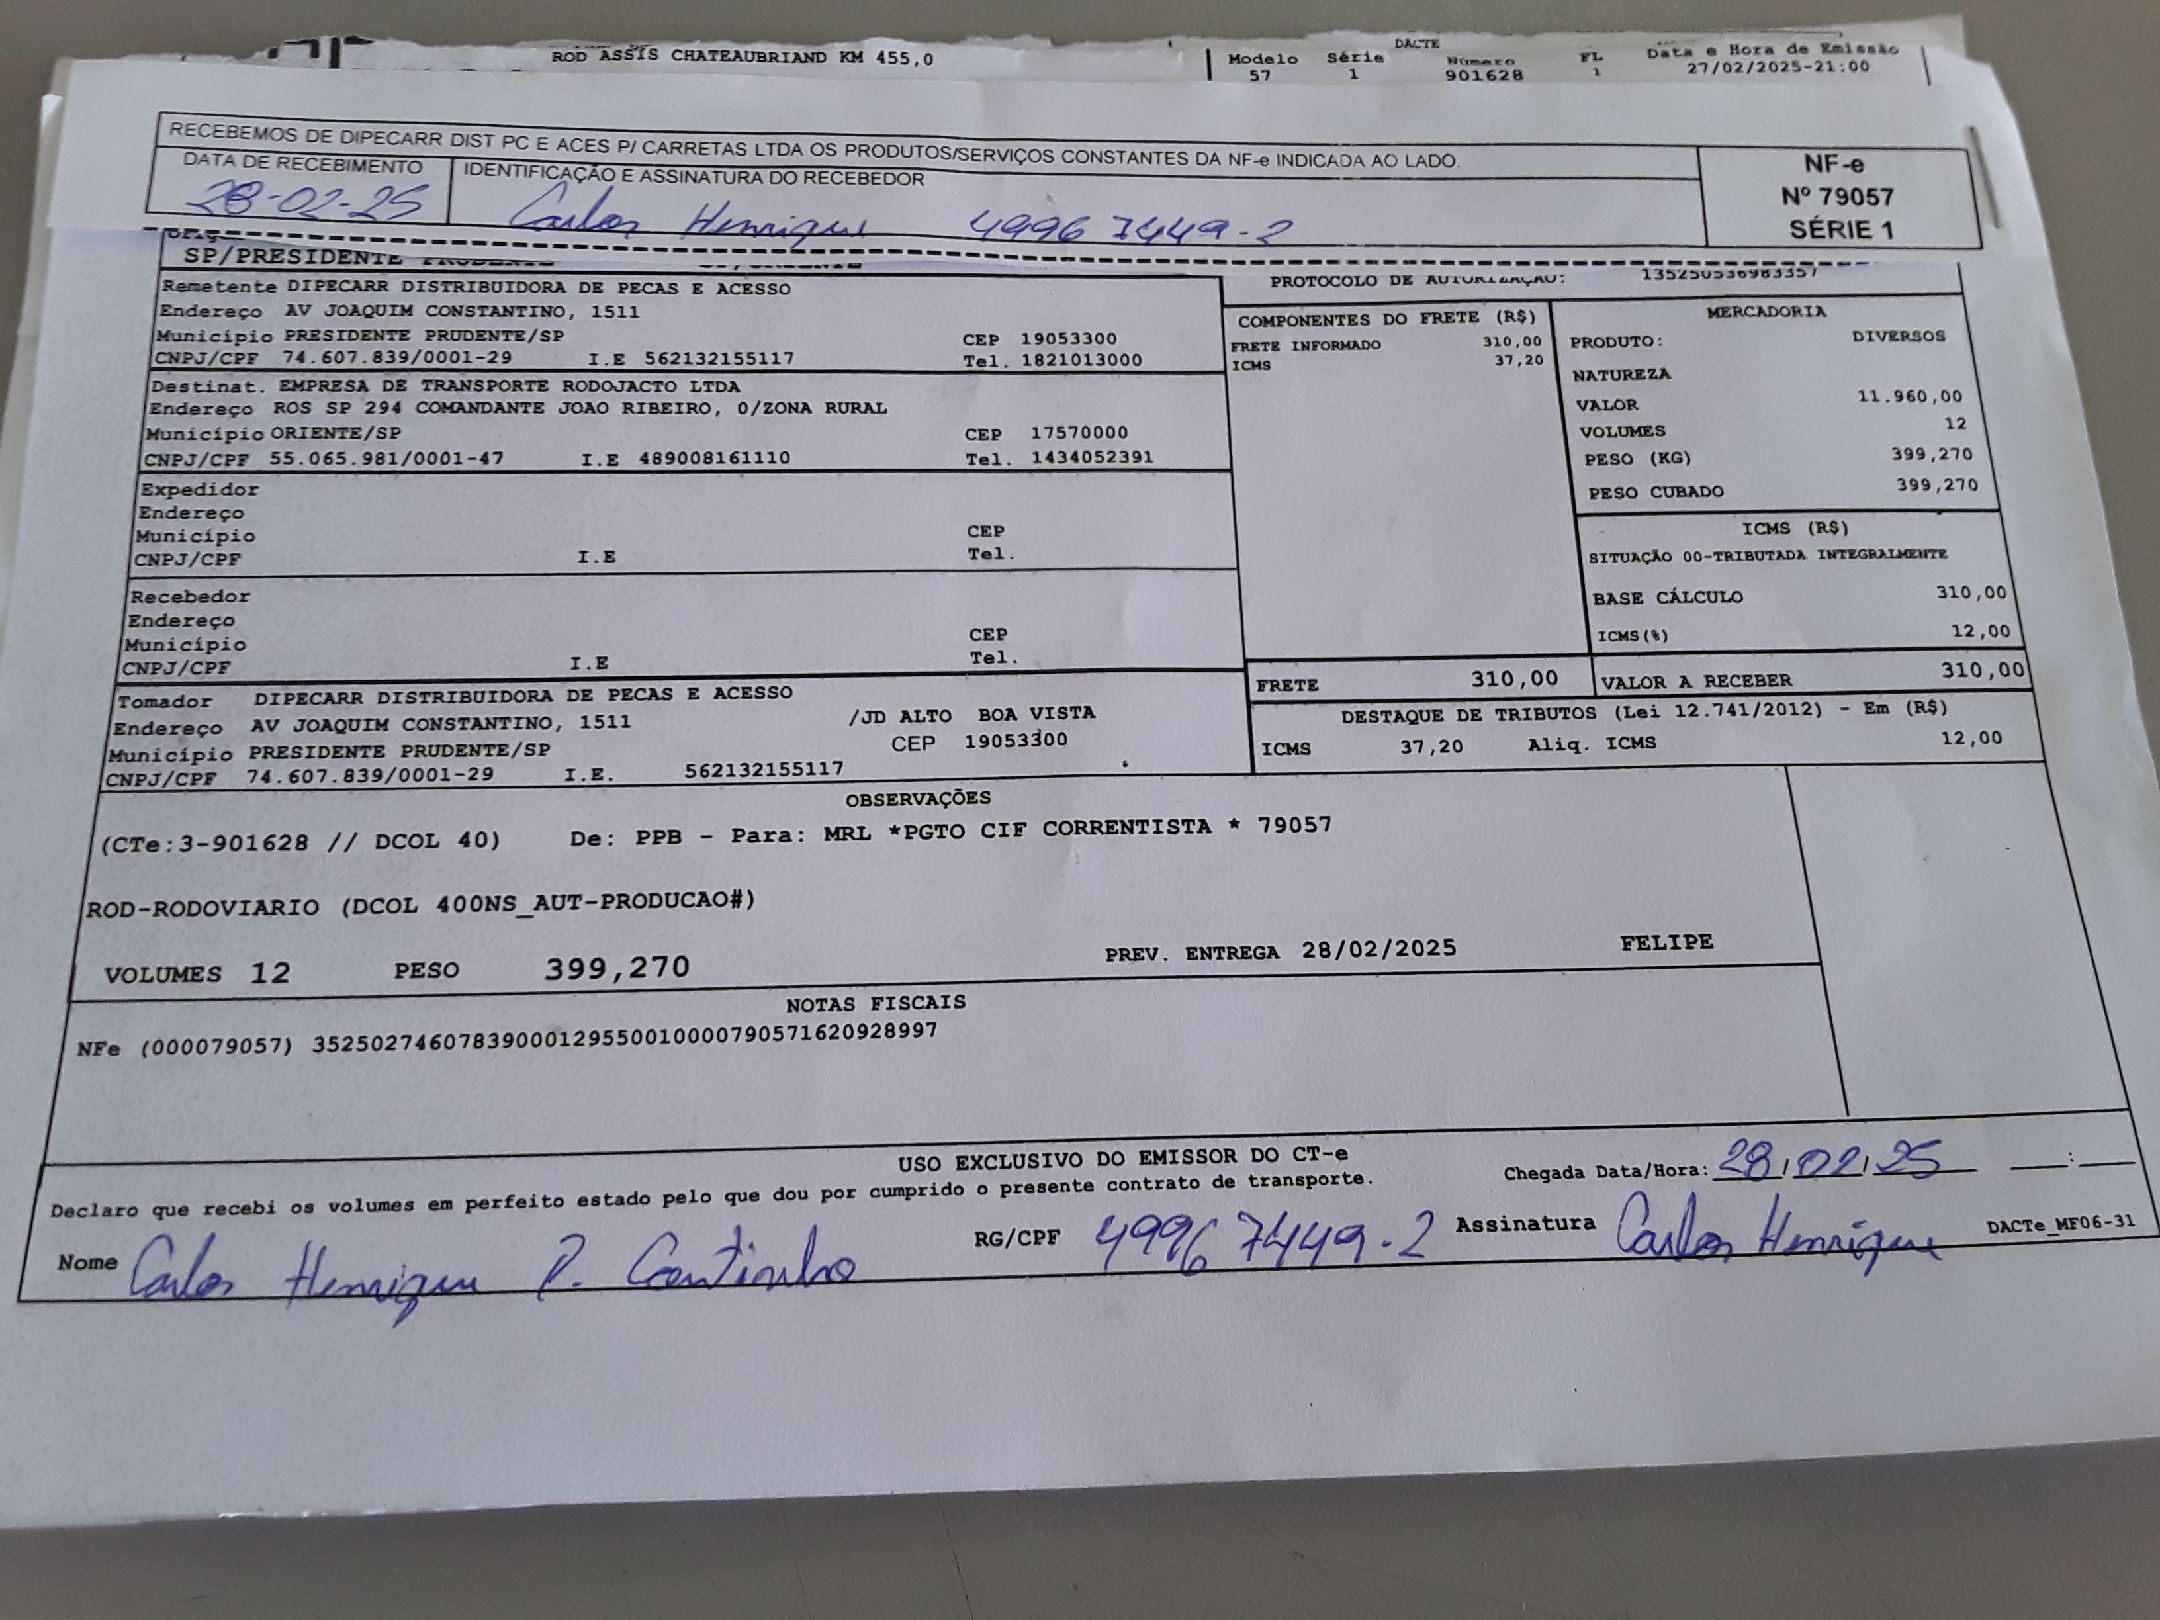 ROD ASSIS CHATEAUBRIAND KM 455,0
DACTE
Modelo Série Número FL Data e Hora de Emissão
57 1 901628 1 27/02/2025-21:00
RECEBEMOS DE DIPECARR DIST PC E ACES P/ CARRETAS LTDA OS PRODUTOS/SERVIÇOS CONSTANTES DA NF-e INDICADA AO LADO.
DATA DE RECEBIMENTO IDENTIFICAÇÃO E ASSINATURA DO RECEBEDOR
28-02-25 Carlos Henrique 49967449-2
NF-e
Nº 79057
SÉRIE 1
SP/PRESIDENTE PRUDENTE
PROTOCOLO DE AUTORIZAÇÃO: 135250536983357
Remetente DIPECARR DISTRIBUIDORA DE PECAS E ACESSO
Endereço AV JOAQUIM CONSTANTINO, 1511
Município PRESIDENTE PRUDENTE/SP CEP 19053300
CNPJ/CPF 74.607.839/0001-29 I.E 562132155117 Tel. 1821013000
Destinat. EMPRESA DE TRANSPORTE RODOJACTO LTDA
Endereço ROS SP 294 COMANDANTE JOAO RIBEIRO, 0/ZONA RURAL
Município ORIENTE/SP CEP 17570000
CNPJ/CPF 55.065.981/0001-47 I.E 489008161110 Tel. 1434052391
Expedidor
Endereço
Município CEP
CNPJ/CPF I.E Tel.
Recebedor
Endereço
Município CEP
CNPJ/CPF I.E Tel.
Tomador DIPECARR DISTRIBUIDORA DE PECAS E ACESSO
Endereço AV JOAQUIM CONSTANTINO, 1511 /JD ALTO BOA VISTA
Município PRESIDENTE PRUDENTE/SP CEP 19053300
CNPJ/CPF 74.607.839/0001-29 I.E. 562132155117
COMPONENTES DO FRETE (R$)
FRETE INFORMADO 310,00
ICMS 37,20
MERCADORIA
PRODUTO: DIVERSOS
NATUREZA
VALOR 11.960,00
VOLUMES 12
PESO (KG) 399,270
PESO CUBADO 399,270
ICMS (R$)
SITUAÇÃO 00-TRIBUTADA INTEGRALMENTE
BASE CÁLCULO 310,00
ICMS(%) 12,00
FRETE 310,00 VALOR A RECEBER 310,00
DESTAQUE DE TRIBUTOS (Lei 12.741/2012) - Em (R$)
ICMS 37,20 Aliq. ICMS 12,00
OBSERVAÇÕES
(CTe:3-901628 // DCOL 40) De: PPB - Para: MRL *PGTO CIF CORRENTISTA * 79057
ROD-RODOVIARIO (DCOL 400NS_AUT-PRODUCAO#)
VOLUMES 12 PESO 399,270 PREV. ENTREGA 28/02/2025 FELIPE
NOTAS FISCAIS
NFe (000079057) 35250274607839000129550010000790571620928997
USO EXCLUSIVO DO EMISSOR DO CT-e
Declaro que recebi os volumes em perfeito estado pelo que dou por cumprido o presente contrato de transporte. Chegada Data/Hora: 28/02/25 :
Nome Carlos Henrique P. Coutinho RG/CPF 49967449-2 Assinatura Carlos Henrique DACTe_MF06-31